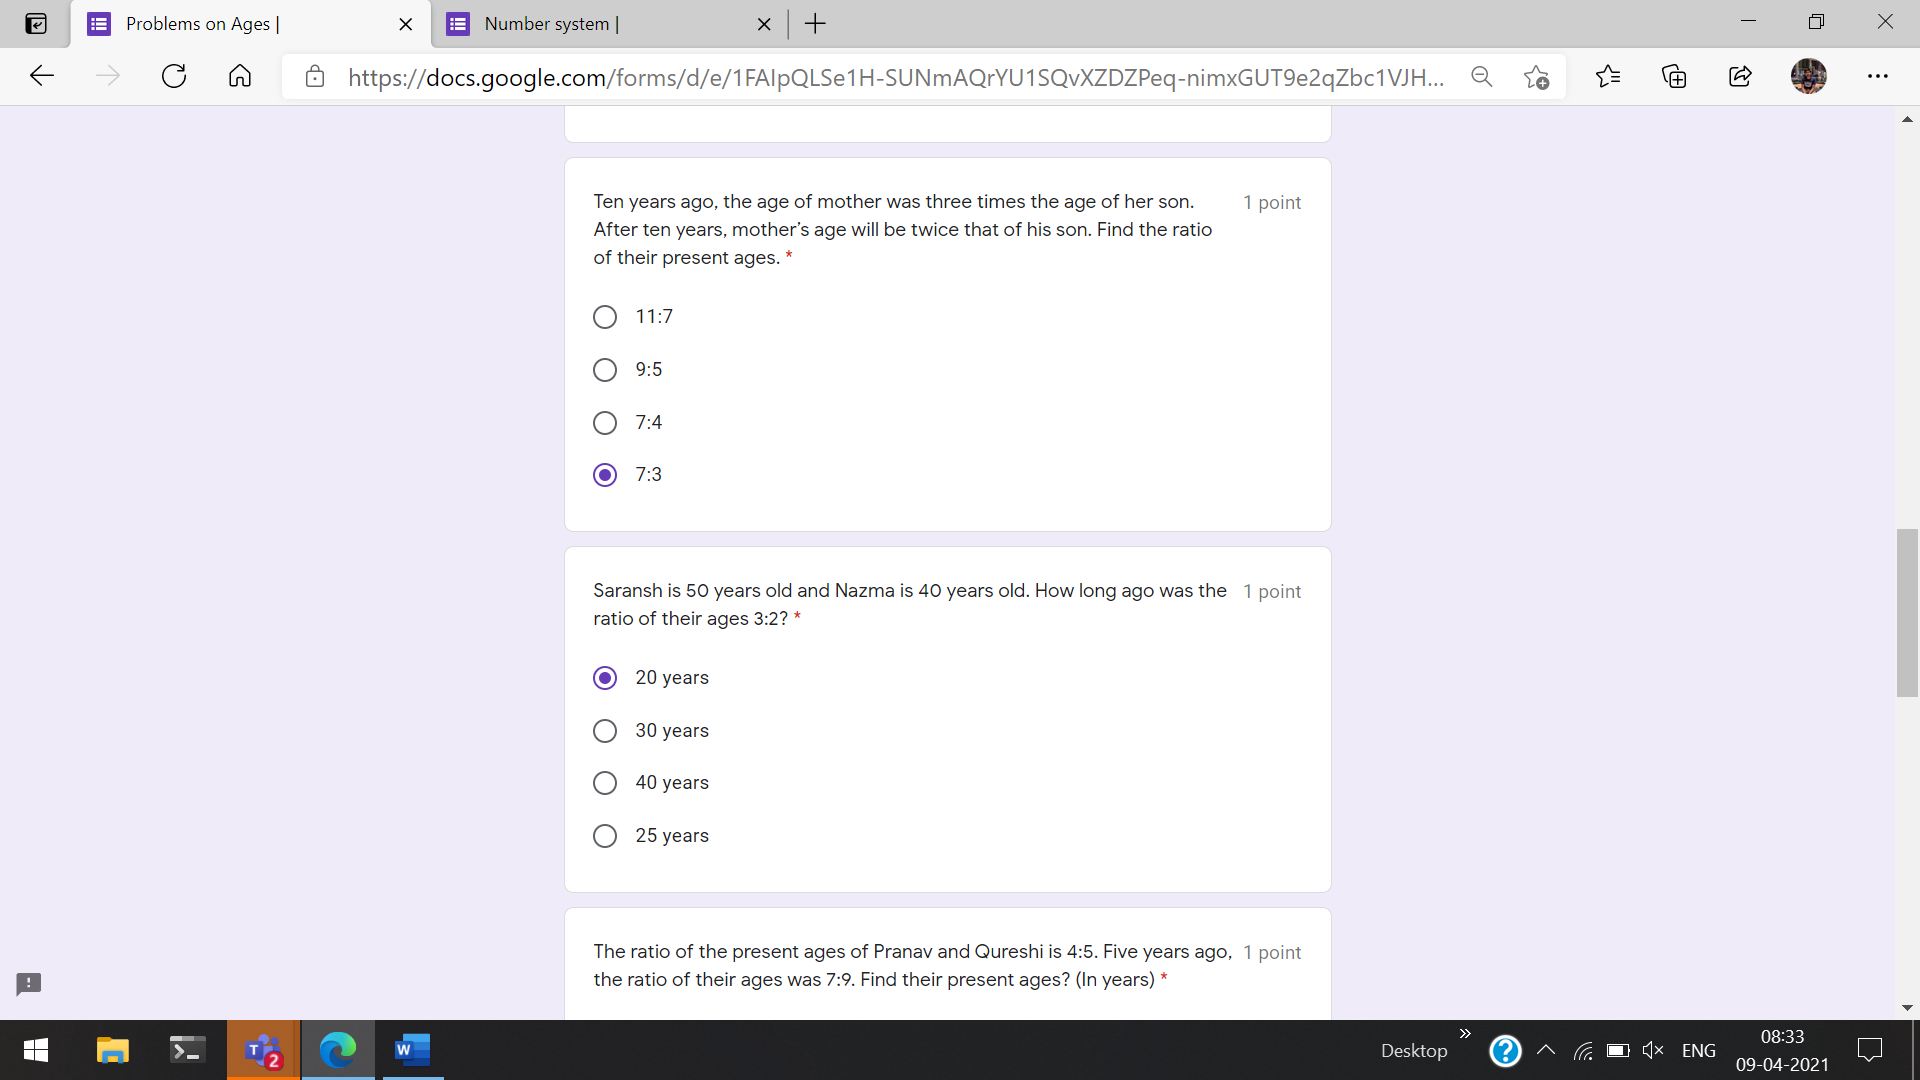 Problems on Ages |
Number system |
https://docs.google.com/forms/d/e/1FAIpQLSe1H-SUNmAQrYU1SQvXZDZPeq-nimxGUT9e2qZbc1VJH...
Ten years ago, the age of mother was three times the age of her son. 1 point
After ten years, mother's age will be twice that of his son. Find the ratio
of their present ages. *
11:7
9:5
7:4
7:3
Saransh is 50 years old and Nazma is 40 years old. How long ago was the 1 point
ratio of their ages 3:2? *
20 years
30 years
40 years
25 years
The ratio of the present ages of Pranav and Qureshi is 4:5. Five years ago, 1 point
the ratio of their ages was 7:9. Find their present ages? (In years) *
T 2
W
Desktop
ENG
08:33
09-04-2021